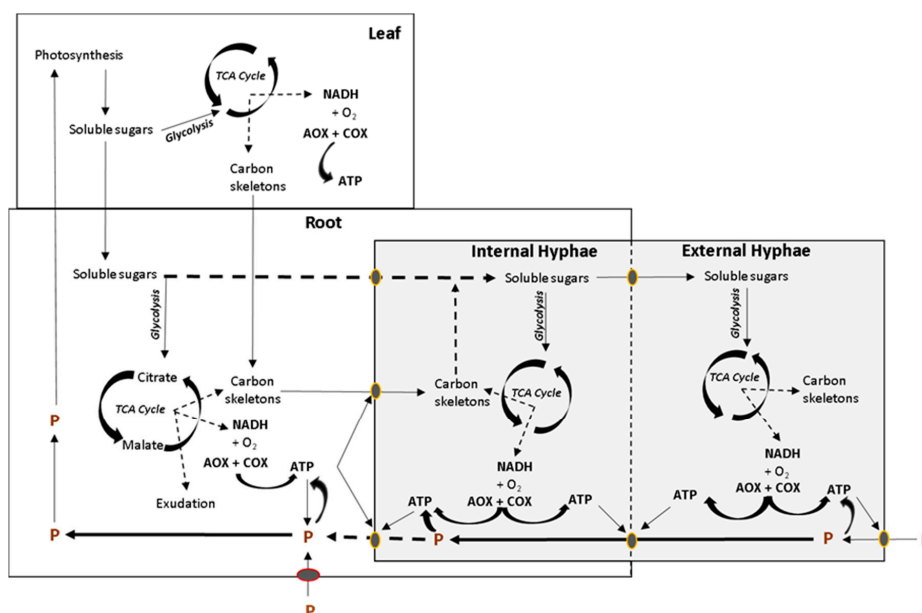 Leaf
Photosynthesis
TCA Cycle
NADH
+ O₂
AOX + COX
ATP
Soluble sugars
Glycolysis
Carbon
skeletons
Root
Internal Hyphae
External Hyphae
Soluble sugars
Soluble sugars
Soluble sugars
Glycolysis
Glycolysis
Glycolysis
Citrate
TCA Cycle
Malate
Carbon
skeletons
NADH
+ O₂
AOX + COX
ATP
Exudation
Carbon
skeletons
TCA Cycle
NADH
+ O₂
AOX + COX
ATP
ATP
TCA Cycle
Carbon
skeletons
NADH
+ O₂
AOX + COX
ATP
ATP
P
P
P
P
P
P